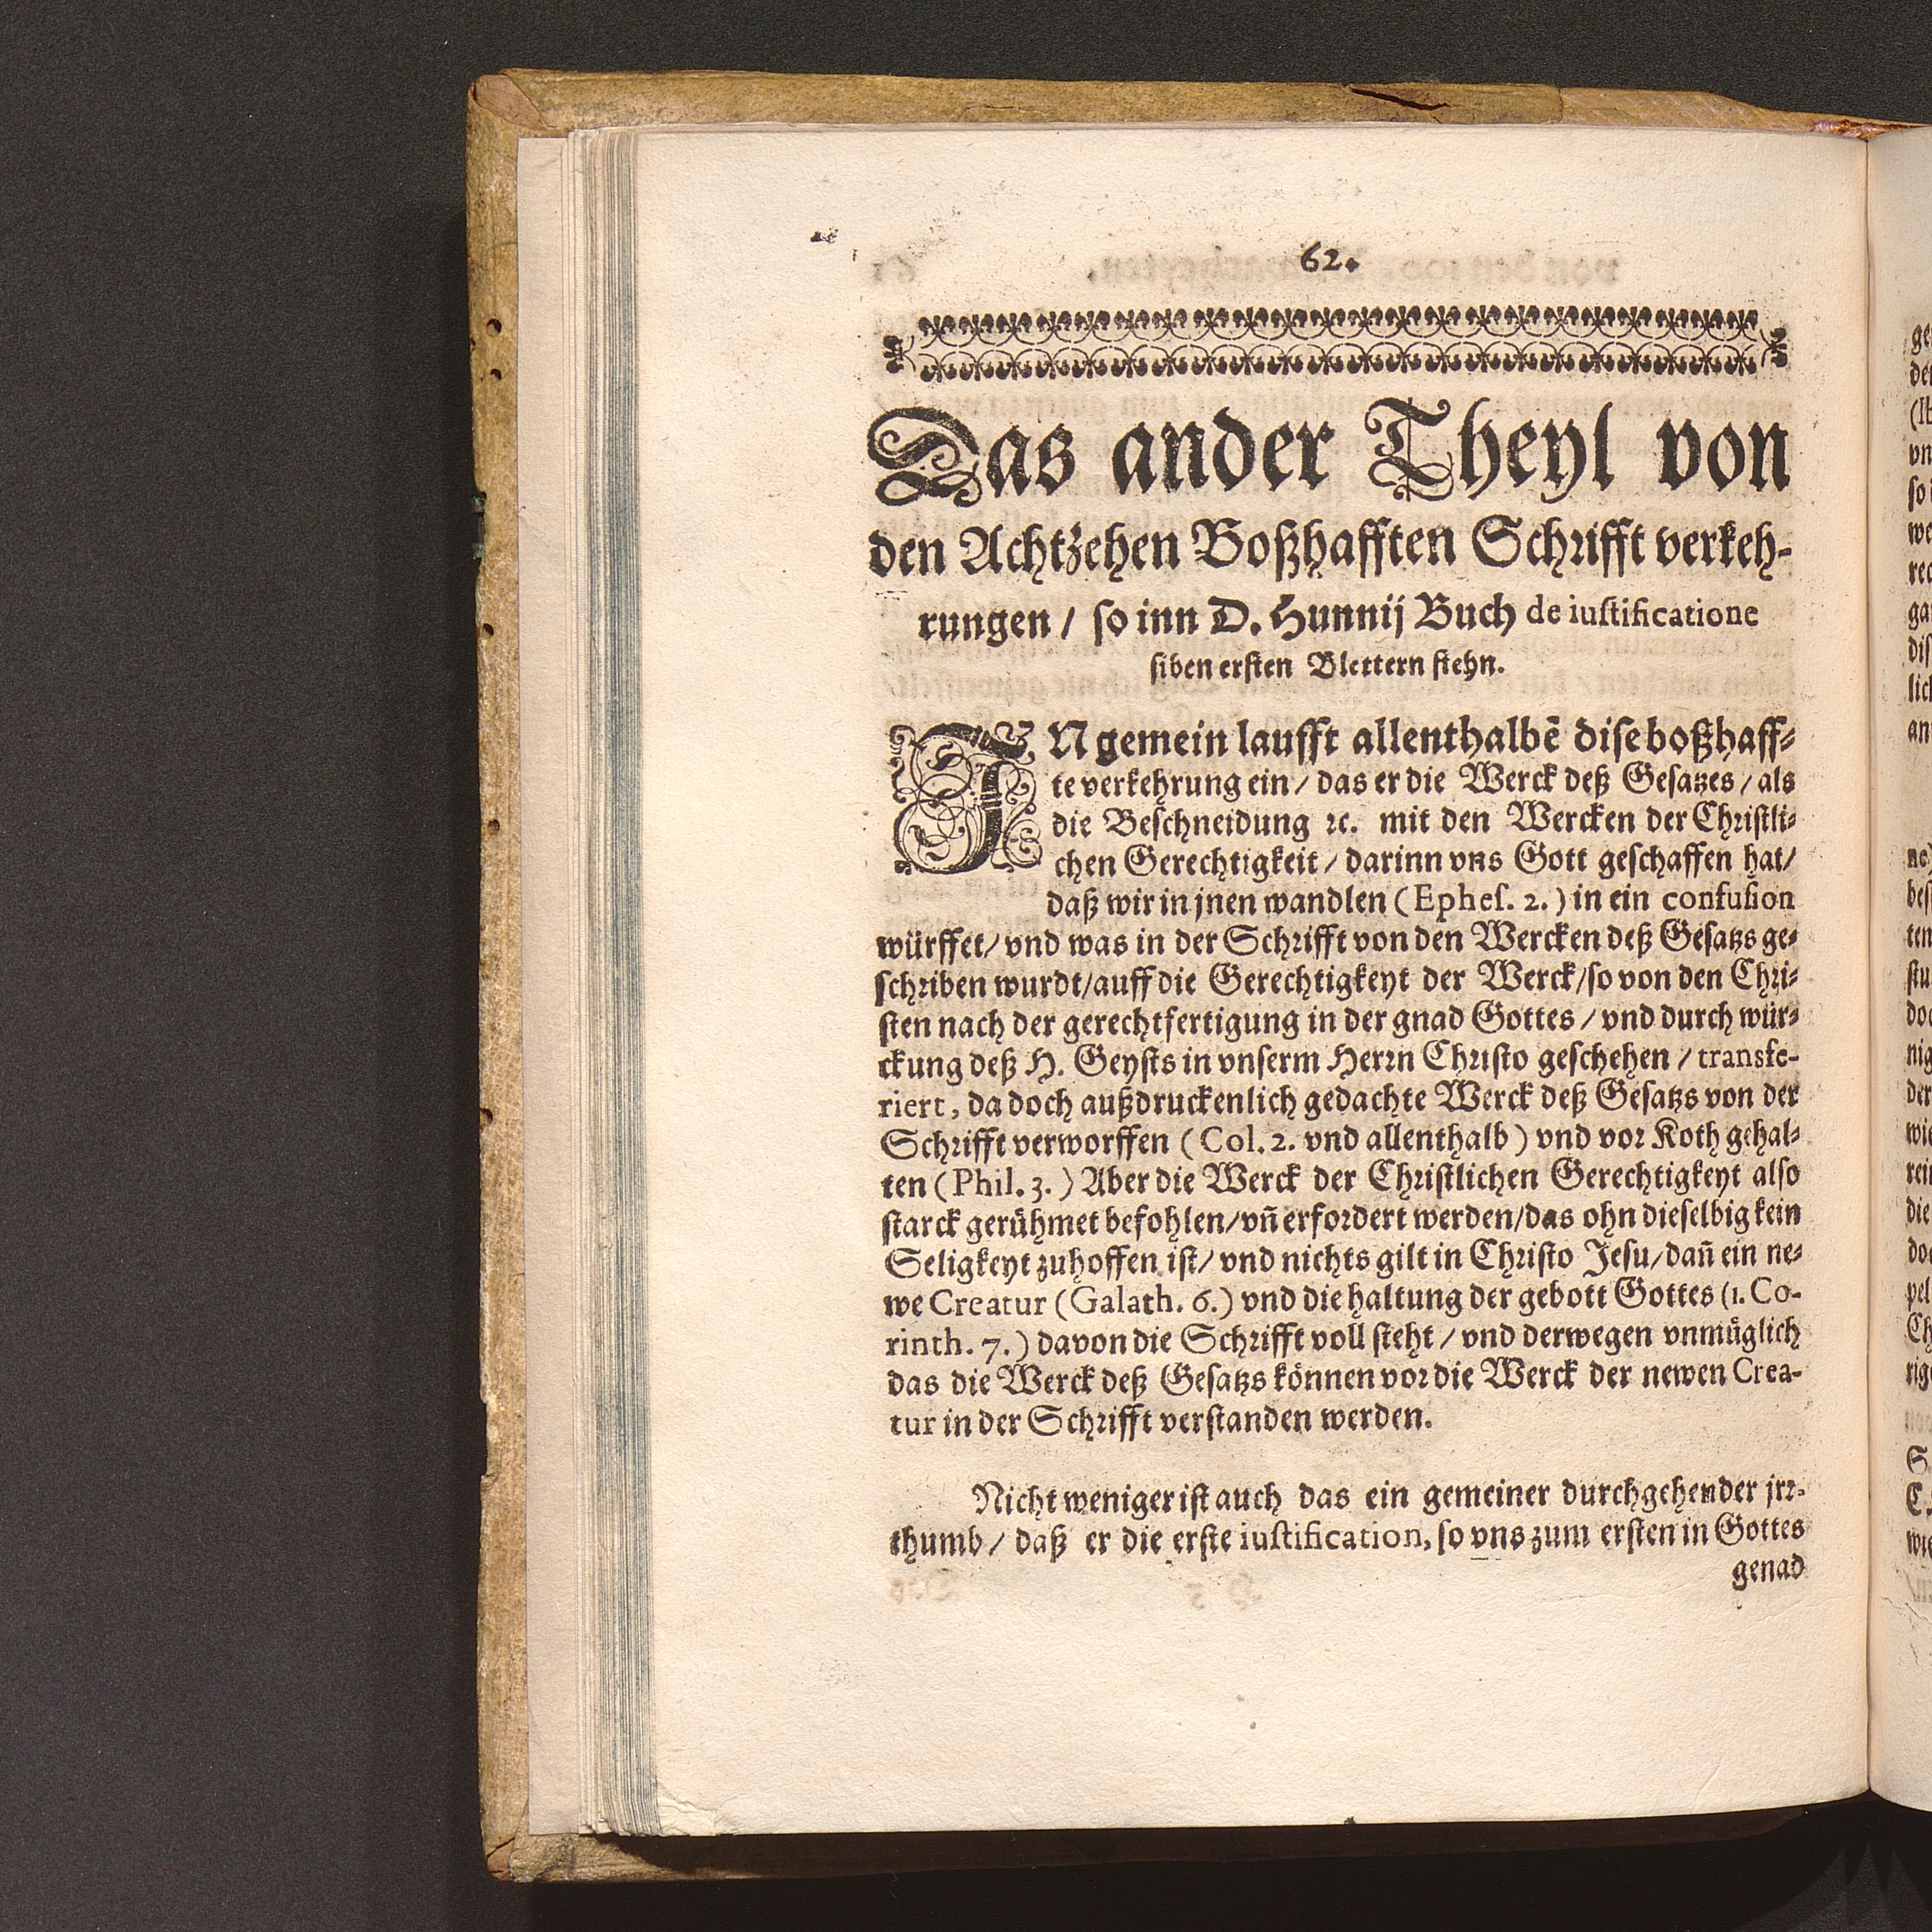 62.
Das ander Theyl von
den Achtzehen Boßhafften Schrifft verkeh-
rungen / so inn D. Hunnij Buch de iustificatione
siben ersten Blettern stehn.
IN gemein laufft allenthalbē dise boßhaff-
te verkehrung ein / das er die Werck deß Gesatzes / als
die Beschneidung ꝛc. mit den Wercken der Christli-
chen Gerechtigkeit / darinn vns Gott geschaffen hat /
daß wir in jnen wandlen (Ephes. 2.) in ein confusion
würffet / vnd was in der Schrifft von den Wercken deß Gesatzs ge-
schriben wurdt / auff die Gerechtigkeyt der Werck / so von den Chri-
sten nach der gerechtfertigung in der gnad Gottes / vnd durch wür-
ckung deß H. Geysts in vnserm Herrn Christo geschehen / transfe-
riert, da doch außdruckenlich gedachte Werck deß Gesatzs von der
Schrifft verworffen (Col. 2. vnd allenthalb) vnd vor Koth gehal-
ten (Phil. 3.) Aber die Werck der Christlichen Gerechtigkeyt also
starck gerühmet befohlen / vñ erfordert werden / das ohn dieselbig kein
Seligkeyt zuhoffen ist / vnd nichts gilt in Christo Jesu / dañ ein ne-
we Creatur (Galath. 6.) vnd die haltung der gebott Gottes (1. Co-
rinth. 7.) davon die Schrifft voll steht / vnd derwegen vnmüglich
das die Werck deß Gesatzs können vor die Werck der newen Crea-
tur in der Schrifft verstanden werden.
Nicht weniger ist auch das ein gemeiner durchgehender jrr-
thumb / daß er die erste iustification, so vns zum ersten in Gottes
genad